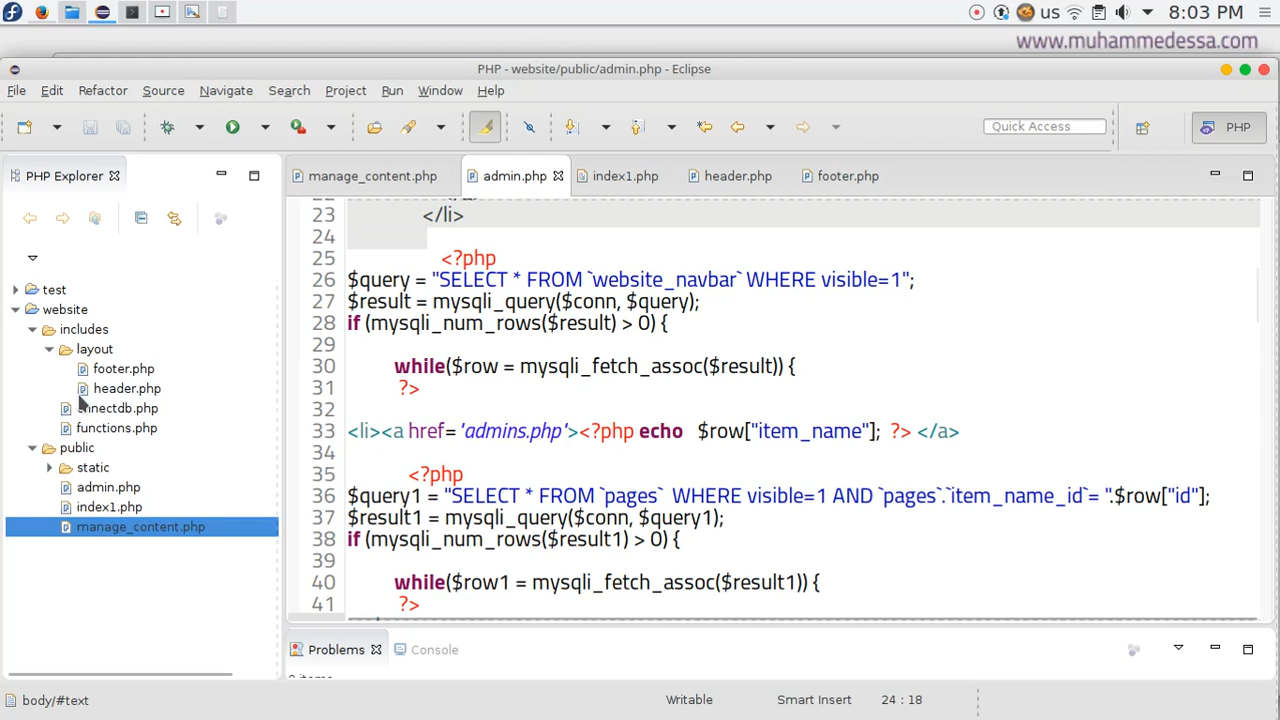 us
8:03 PM
www.muhammedessa.com
PHP - website/public/admin.php - Eclipse
File Edit Refactor Source Navigate Search Project Run Window Help
Quick Access
PHP
PHP Explorer
manage_content.php
admin.php
index1.php
header.php
footer.php
test
website
includes
layout
footer.php
header.php
nnectdb.php
functions.php
public
static
admin.php
index1.php
manage_content.php
23 </li>
24
25 <?php
26 $query = "SELECT * FROM `website_navbar` WHERE visible=1";
27 $result = mysqli_query($conn, $query);
28 if (mysqli_num_rows($result) > 0) {
29
30 while($row = mysqli_fetch_assoc($result)) {
31 ?>
32
33 <li><a href= 'admins.php'><?php echo $row["item_name"]; ?> </a>
34
35 <?php
36 $query1 = "SELECT * FROM `pages` WHERE visible=1 AND `pages`.`item_name_id`= ".$row["id"];
37 $result1 = mysqli_query($conn, $query1);
38 if (mysqli_num_rows($result1) > 0) {
39
40 while($row1 = mysqli_fetch_assoc($result1)) {
41 ?>
Problems
Console
body/#text
Writable
Smart Insert
24 : 18